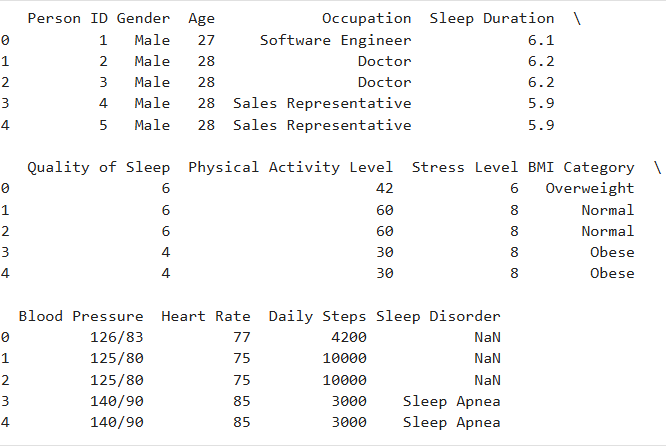 Person ID Gender Age Occupation Sleep Duration \
0 1 Male 27 Software Engineer 6.1
1 2 Male 28 Doctor 6.2
2 3 Male 28 Doctor 6.2
3 4 Male 28 Sales Representative 5.9
4 5 Male 28 Sales Representative 5.9
Quality of Sleep Physical Activity Level Stress Level BMI Category \
0 6 42 6 Overweight
1 6 60 8 Normal
2 6 60 8 Normal
3 4 30 8 Obese
4 4 30 8 Obese
Blood Pressure Heart Rate Daily Steps Sleep Disorder
0 126/83 77 4200 NaN
1 125/80 75 10000 NaN
2 125/80 75 10000 NaN
3 140/90 85 3000 Sleep Apnea
4 140/90 85 3000 Sleep Apnea